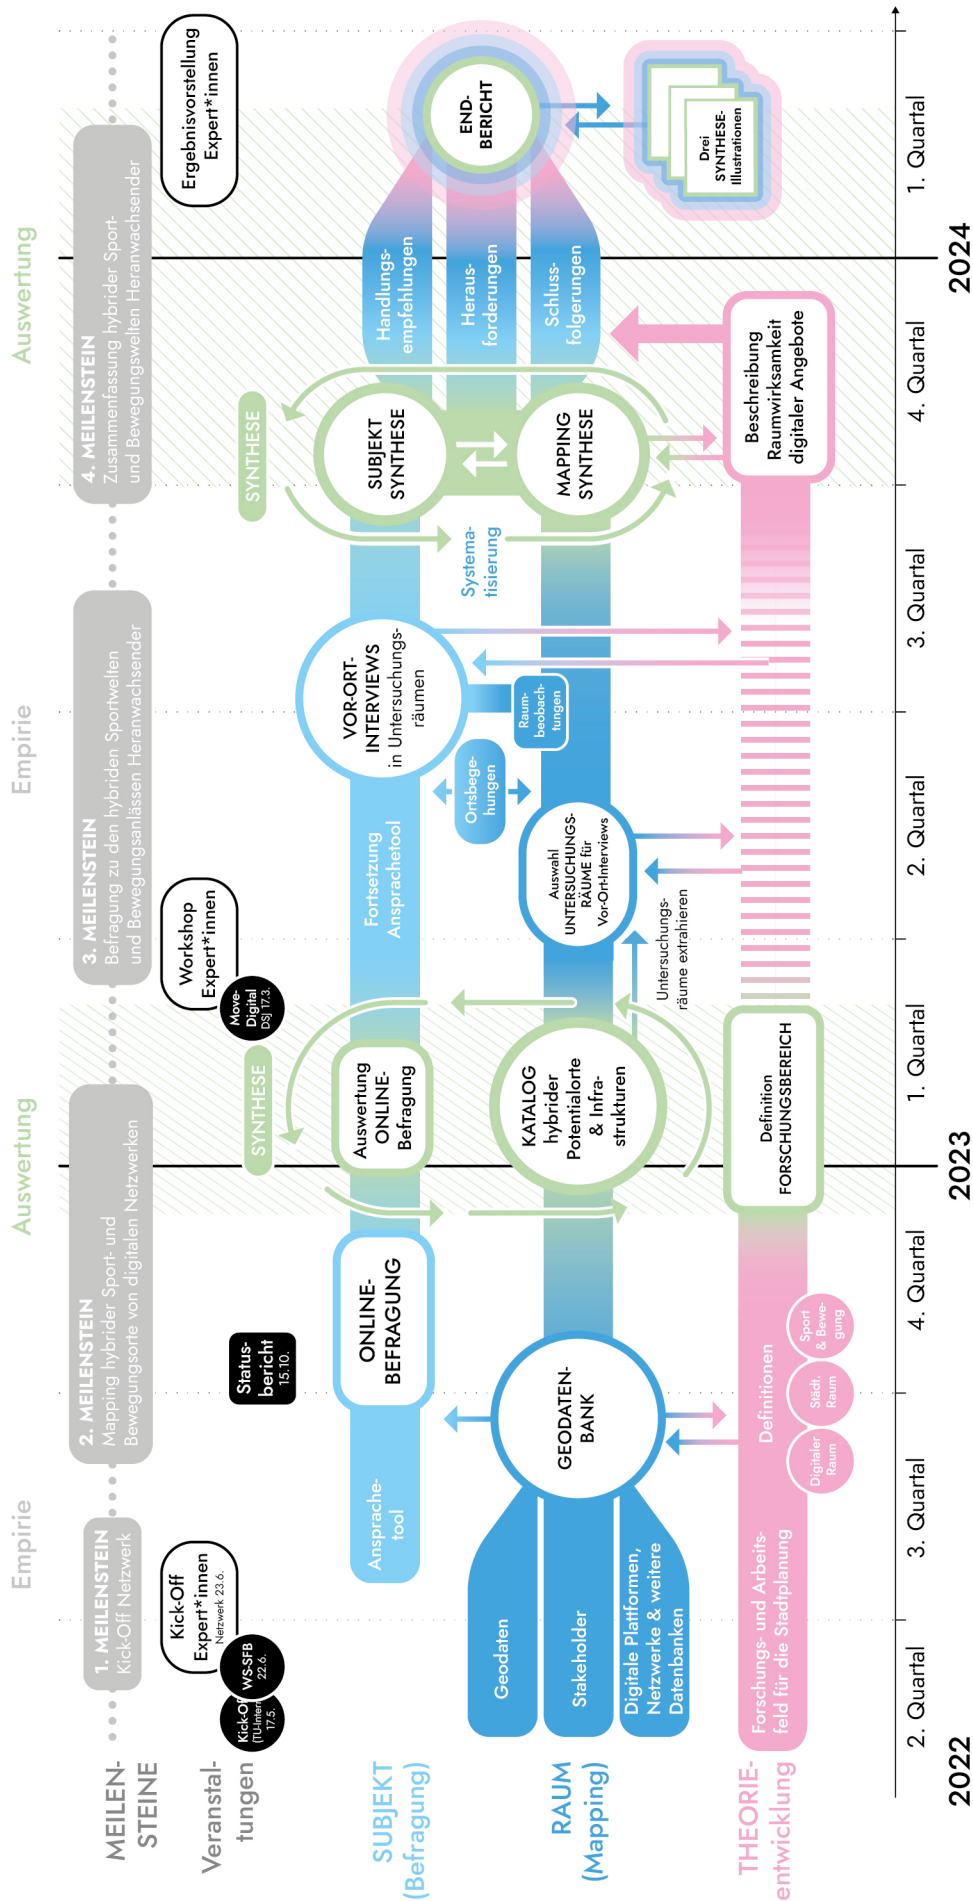 Empirie
Auswertung
Empirie
Auswertung
MEILEN-
STEINE
1. MEILENSTEIN
Kick-Off Netzwerk
2. MEILENSTEIN
Mapping hybrider Sport- und
Bewegungsorte von digitalen Netzwerken
3. MEILENSTEIN
Befragung zu den hybriden Sportwelten
und Bewegungsanlässen Heranwachsender
4. MEILENSTEIN
Zusammenfassung hybrider Sport-
und Bewegungswelten Heranwachsender
Veranstal-
tungen
(TU-Intern)
17.5.
WS-SFB
22.6.
Kick-Off
Expert*innen
Netzwerk 23.6.
Status-
bericht
15.10.
SYNTHESE
Move-
Digital
DSJ 17.3.
Workshop
Expert*innen
SYNTHESE
Ergebnisvorstellung
Expert*innen
SUBJEKT
(Befragung)
Ansprache-
tool
ONLINE-
BEFRAGUNG
Auswertung
ONLINE-
Befragung
Fortsetzung
Ansprachetool
VOR-ORT-
INTERVIEWS
in Untersuchungs-
räumen
Ortsbege-
hungen
Raum-
beobach-
tungen
Systema-
tisierung
SUBJEKT
SYNTHESE
MAPPING
SYNTHESE
Handlungs-
empfehlungen
Heraus-
forderungen
Schluss-
folgerungen
END-
BERICHT
Drei
SYNTHESE-
Illustrationen
RAUM
(Mapping)
Geodaten
Stakeholder
Digitale Plattformen,
Netzwerke & weitere
Datenbanken
GEODATEN-
BANK
KATALOG
hybrider
Potentialorte
& Infra-
strukturen
Untersuchungs-
räume extrahieren
Auswahl
UNTERSUCHUNGS-
RÄUME für
Vor-Ort-Interviews
THEORIE-
entwicklung
Forschungs- und Arbeits-
feld für die Stadtplanung
Definitionen
Digitaler
Raum
Städt.
Raum
Sport
& Bewe-
gung
Definition
FORSCHUNGSBEREICH
Beschreibung
Raumwirksamkeit
digitaler Angebote
2. Quartal
3. Quartal
4. Quartal
1. Quartal
2. Quartal
3. Quartal
4. Quartal
1. Quartal
2022
2023
2024